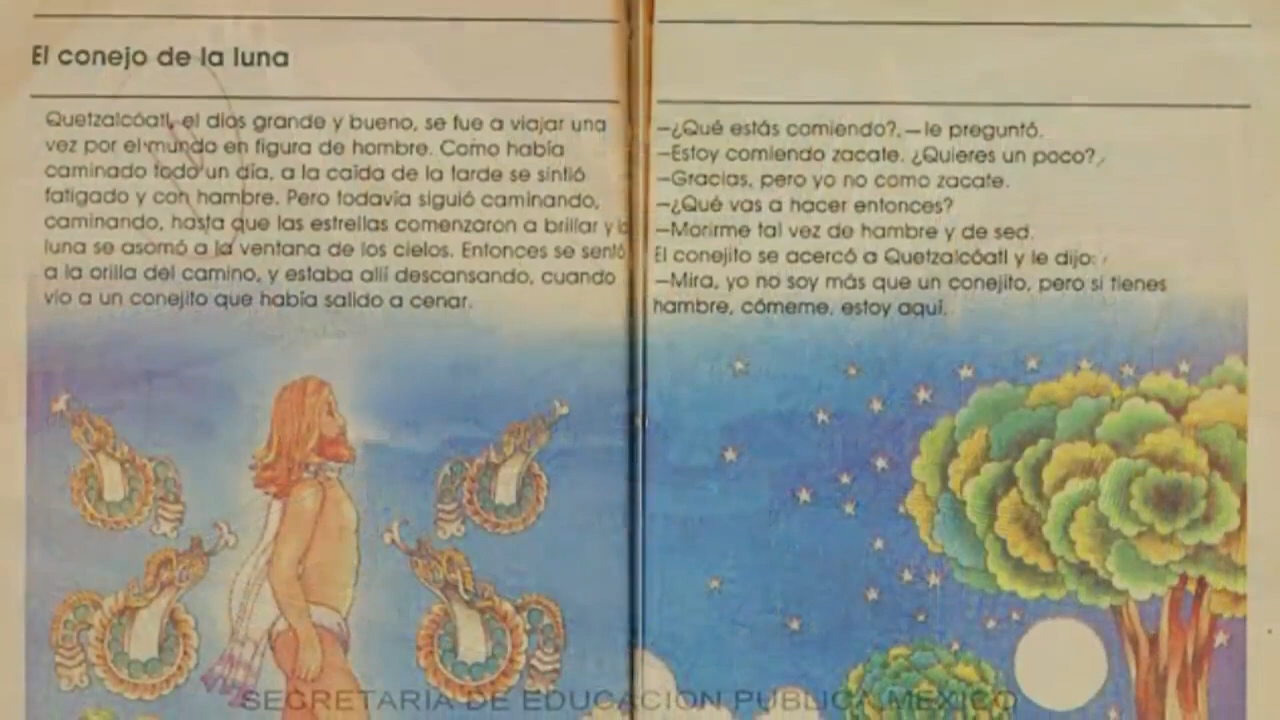 El conejo de la luna
Quetzalcóatl, el dios grande y bueno, se fue a viajar una
vez por el mundo en figura de hombre. Como había
caminado todo un día, a la caída de la tarde se sintió
fatigado y con hambre. Pero todavía siguió caminando,
caminando, hasta que las estrellas comenzaron a brillar y la
luna se asomó a la ventana de los cielos. Entonces se sentó
a la orilla del camino, y estaba allí descansando, cuando
vio a un conejito que había salido a cenar.
—¿Qué estás comiendo?, —le preguntó.
—Estoy comiendo zacate. ¿Quieres un poco?
—Gracias, pero yo no como zacate.
—¿Qué vas a hacer entonces?
—Morirme tal vez de hambre y de sed.
El conejito se acercó a Quetzalcóatl y le dijo:
—Mira, yo no soy más que un conejito, pero si tienes
hambre, cómeme, estoy aquí.
SECRETARÍA DE EDUCACIÓN PÚBLICA MÉXICO